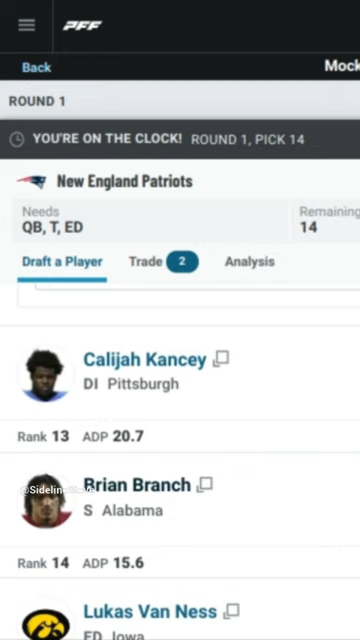 PFF
Back Mock
ROUND 1
YOU'RE ON THE CLOCK! ROUND 1, PICK 14
New England Patriots
Needs Remaining
QB, T, ED 14
Draft a Player Trade 2 Analysis
Calijah Kancey
DI Pittsburgh
Rank 13 ADP 20.7
Brian Branch
S Alabama
Rank 14 ADP 15.6
Lukas Van Ness
ED Iowa